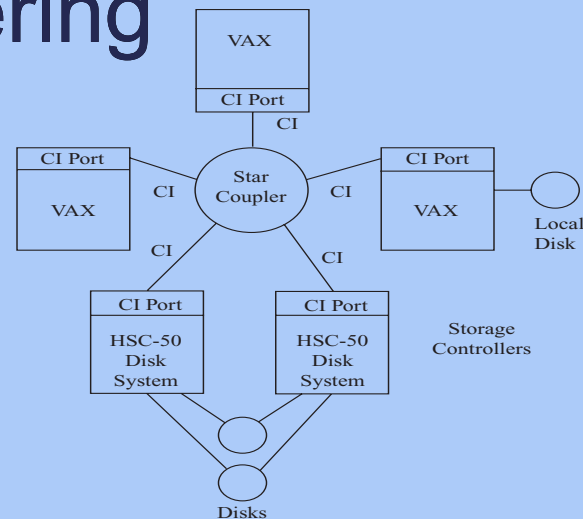 ering
VAX
CI Port
CI
CI Port
VAX
CI
Star
Coupler
CI
CI Port
VAX
Local
Disk
CI
CI
CI Port
HSC-50
Disk
System
CI Port
HSC-50
Disk
System
Storage
Controllers
Disks